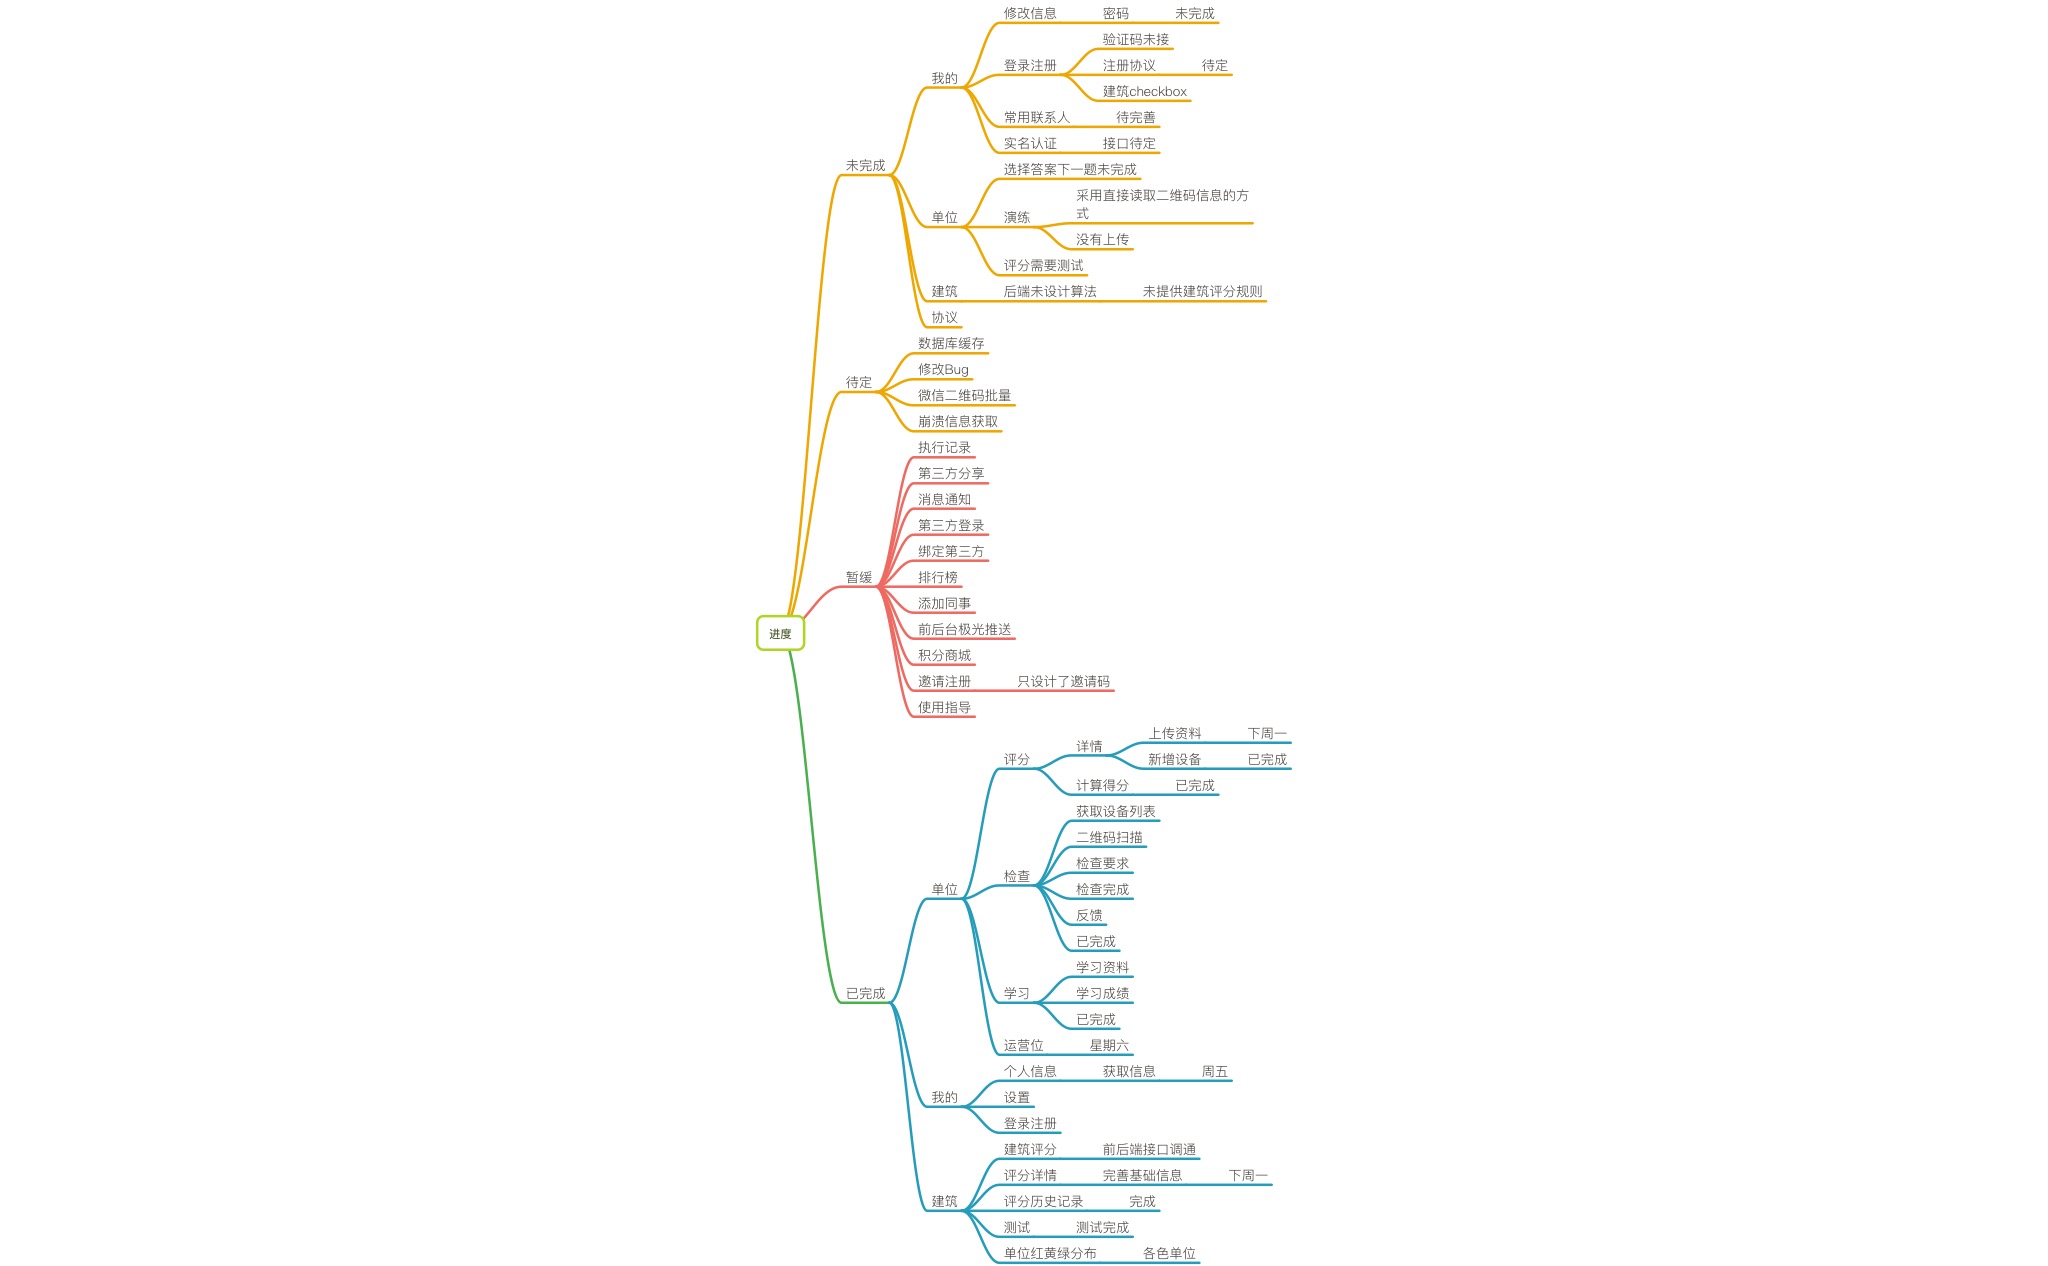 修改信息 密码 未完成
验证码未接
登录注册 注册协议 待定
我的
建筑checkbox
常用联系人 待完善
实名认证 接口待定
未完成
选择答案下一题未完成
采用直接读取二维码信息的方
式
单位 演练
没有上传
评分需要测试
建筑 后端未设计算法 未提供建筑评分规则
协议
数据库缓存
修改Bug
待定
微信二维码批量
崩溃信息获取
执行记录
第三方分享
消息通知
第三方登录
绑定第三方
暂缓 排行榜
添加同事
前后台极光推送
进度
积分商城
邀请注册 只设计了邀请码
使用指导
上传资料 下周一
详情
评分
新增设备 已完成
计算得分 已完成
获取设备列表
二维码扫描
检查要求
检查
单位
检查完成
反馈
已完成
学习资料
已完成 学习 学习成绩
已完成
运营位 星期六
个人信息 获取信息 周五
我的 设置
登录注册
建筑评分 前后端接口调通
评分详情 完善基础信息 下周一
建筑 评分历史记录 完成
测试 测试完成
单位红黄绿分布 各色单位